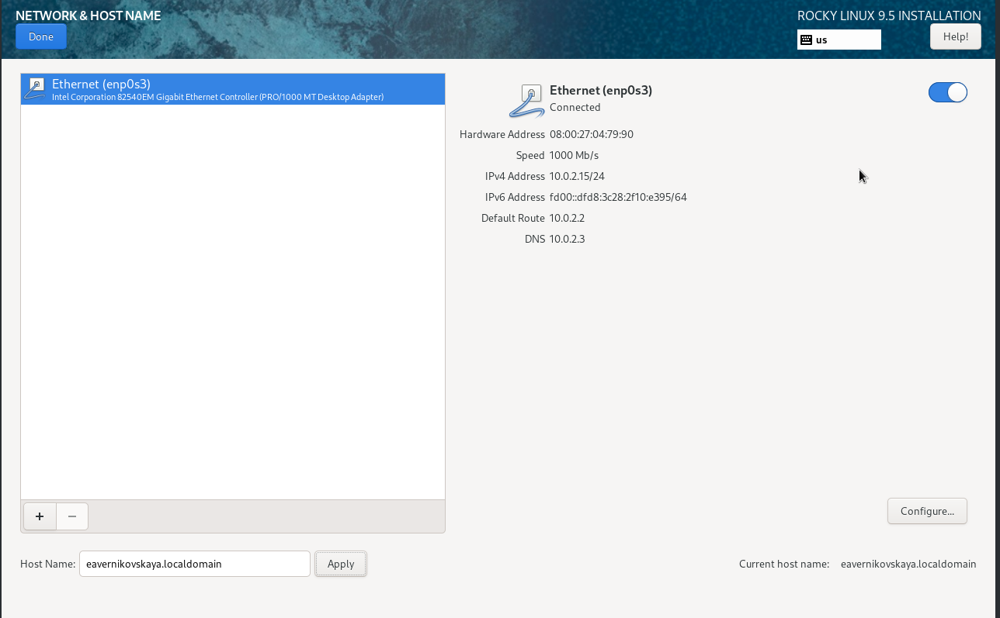 NETWORK & HOST NAME
ROCKY LINUX 9.5 INSTALLATION
Done
us
Help!
Ethernet (enp0s3)
Intel Corporation 82540EM Gigabit Ethernet Controller (PRO/1000 MT Desktop Adapter)
Ethernet (enp0s3)
Connected
Hardware Address 08:00:27:04:79:90
Speed 1000 Mb/s
IPv4 Address 10.0.2.15/24
IPv6 Address fd00::dfd8:3c28:2f10:e395/64
Default Route 10.0.2.2
DNS 10.0.2.3
+ −
Configure...
Host Name: eavernikovskaya.localdomain Apply
Current host name: eavernikovskaya.localdomain